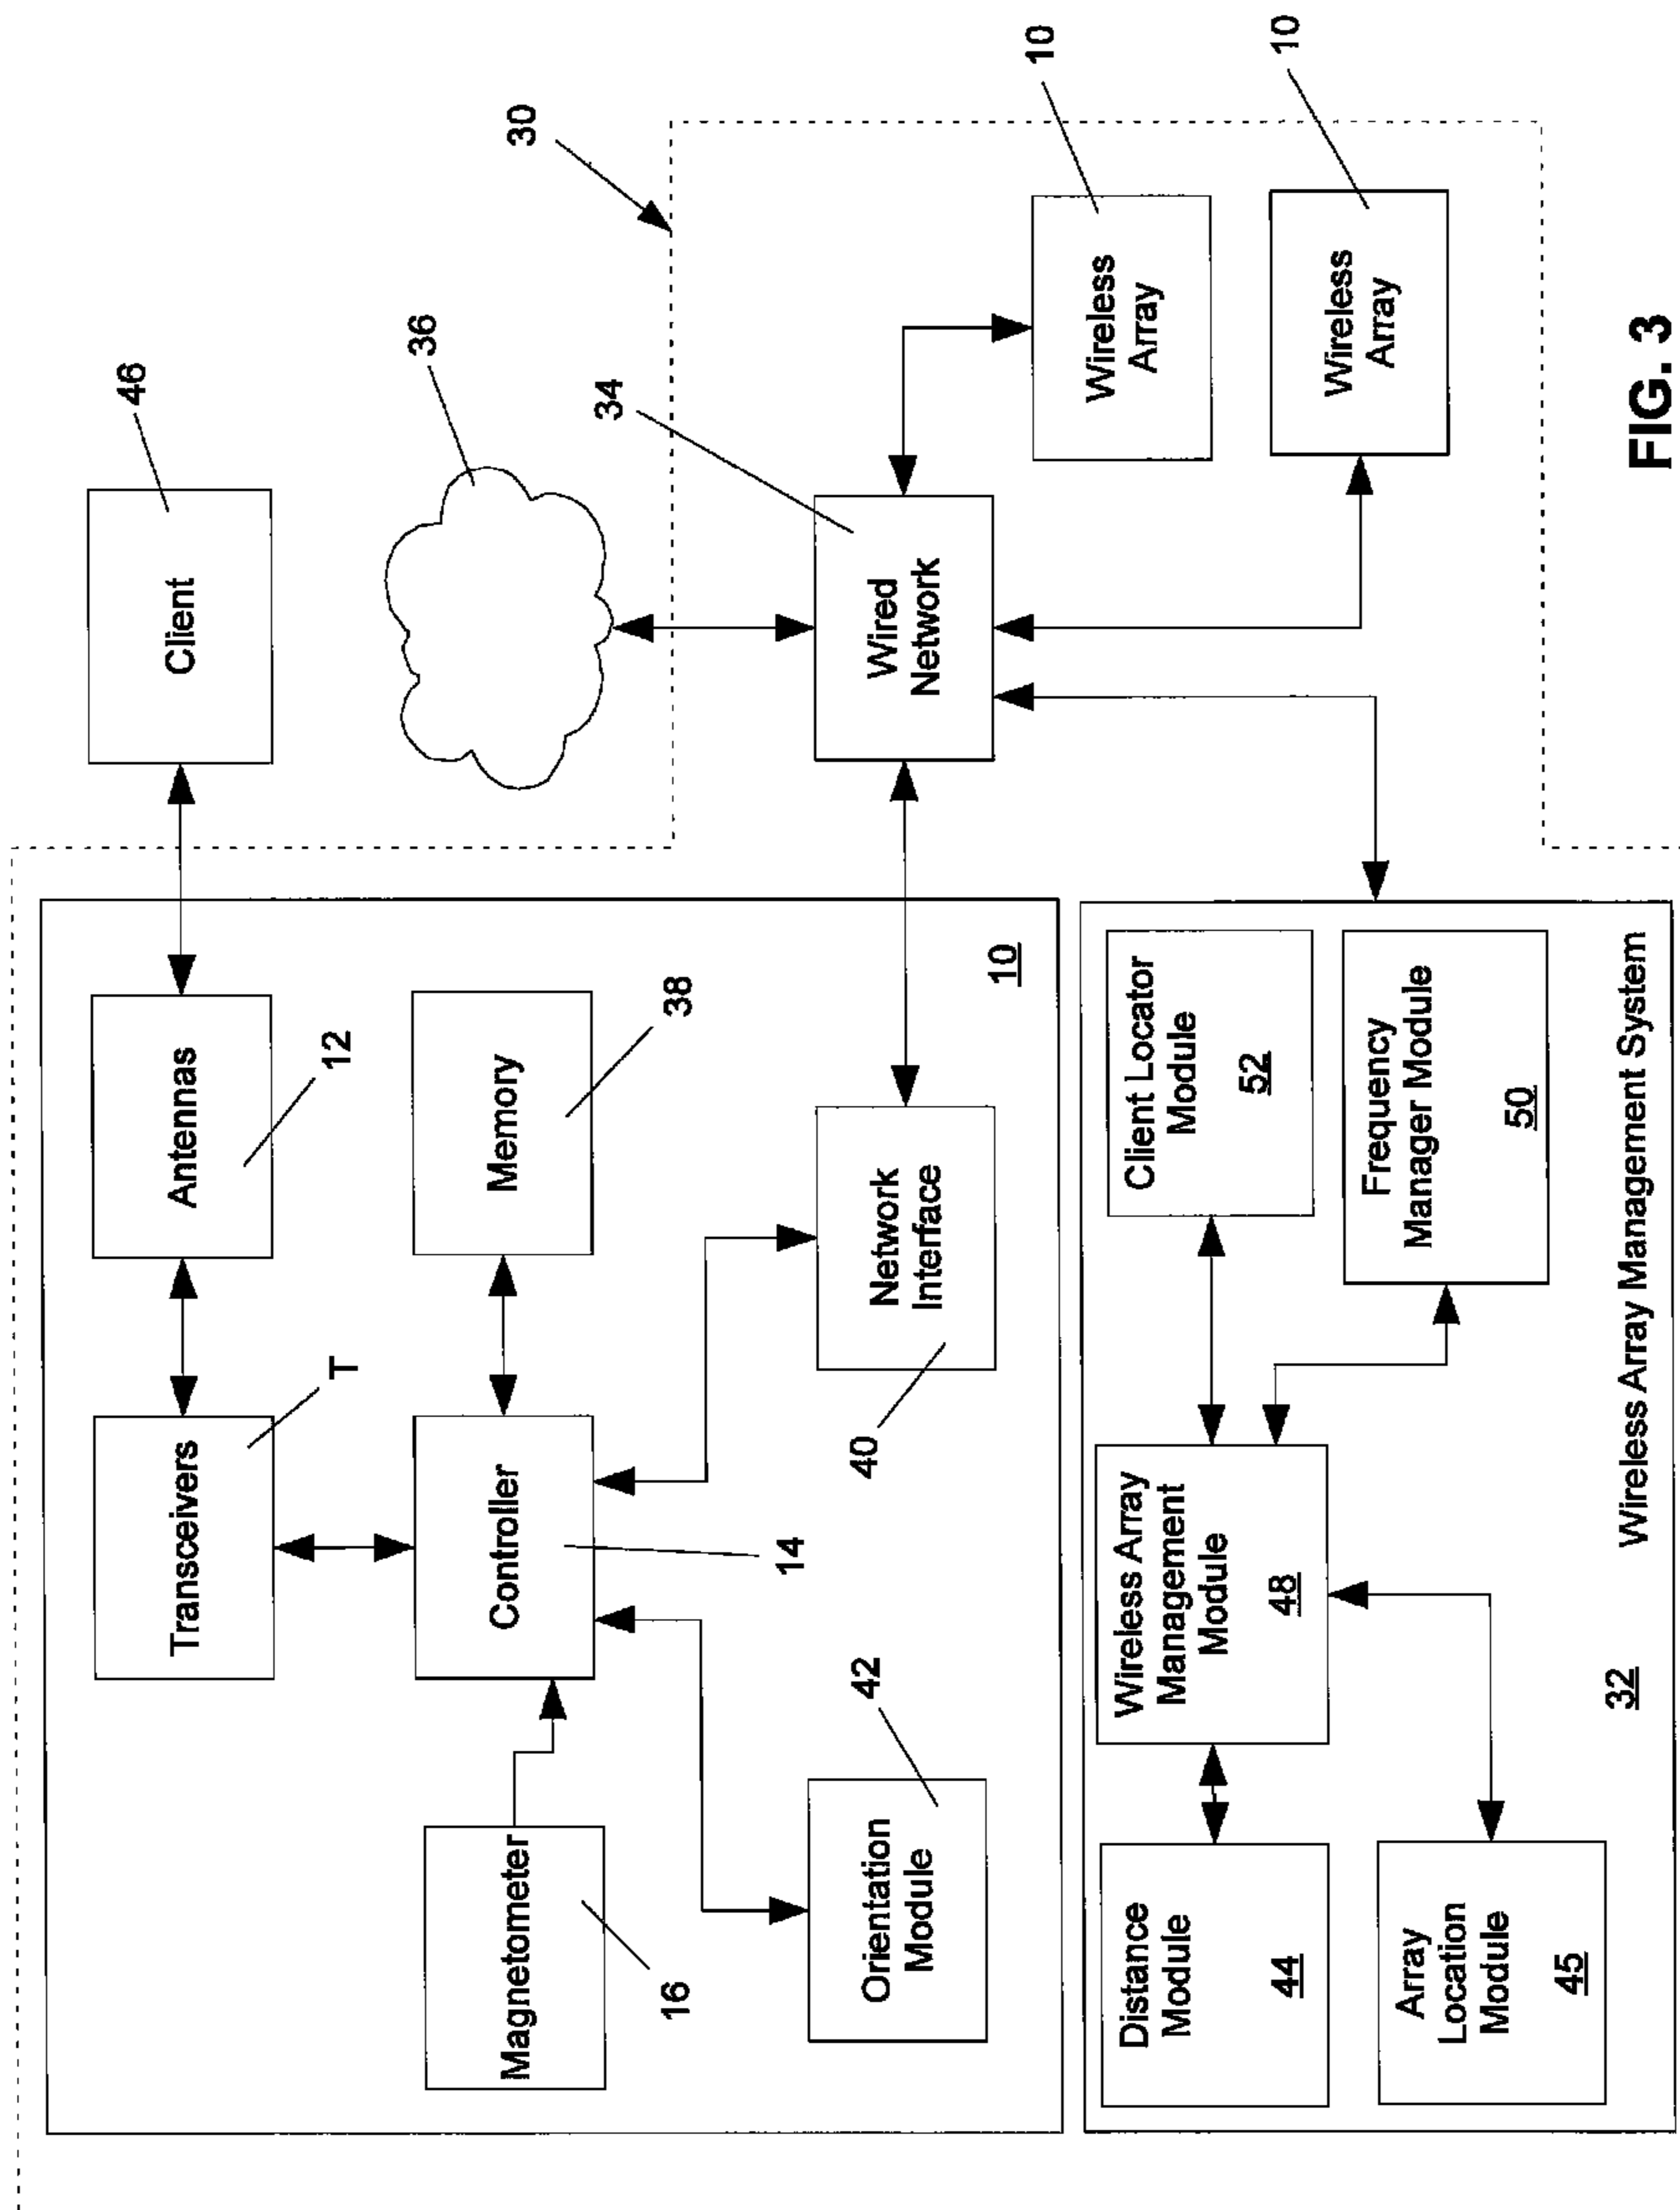 Transceivers
T
Antennas
12
Client
46
Magnetometer
16
Controller
14
Memory
38
36
30
Orientation
Module
42
Network
Interface
40
10
Wired
Network
34
Wireless
Array
10
Wireless
Array
10
Distance
Module
44
Wireless Array
Management
Module
48
Client Locator
Module
52
Array
Location
Module
45
Frequency
Manager Module
50
32
Wireless Array Management System
FIG. 3